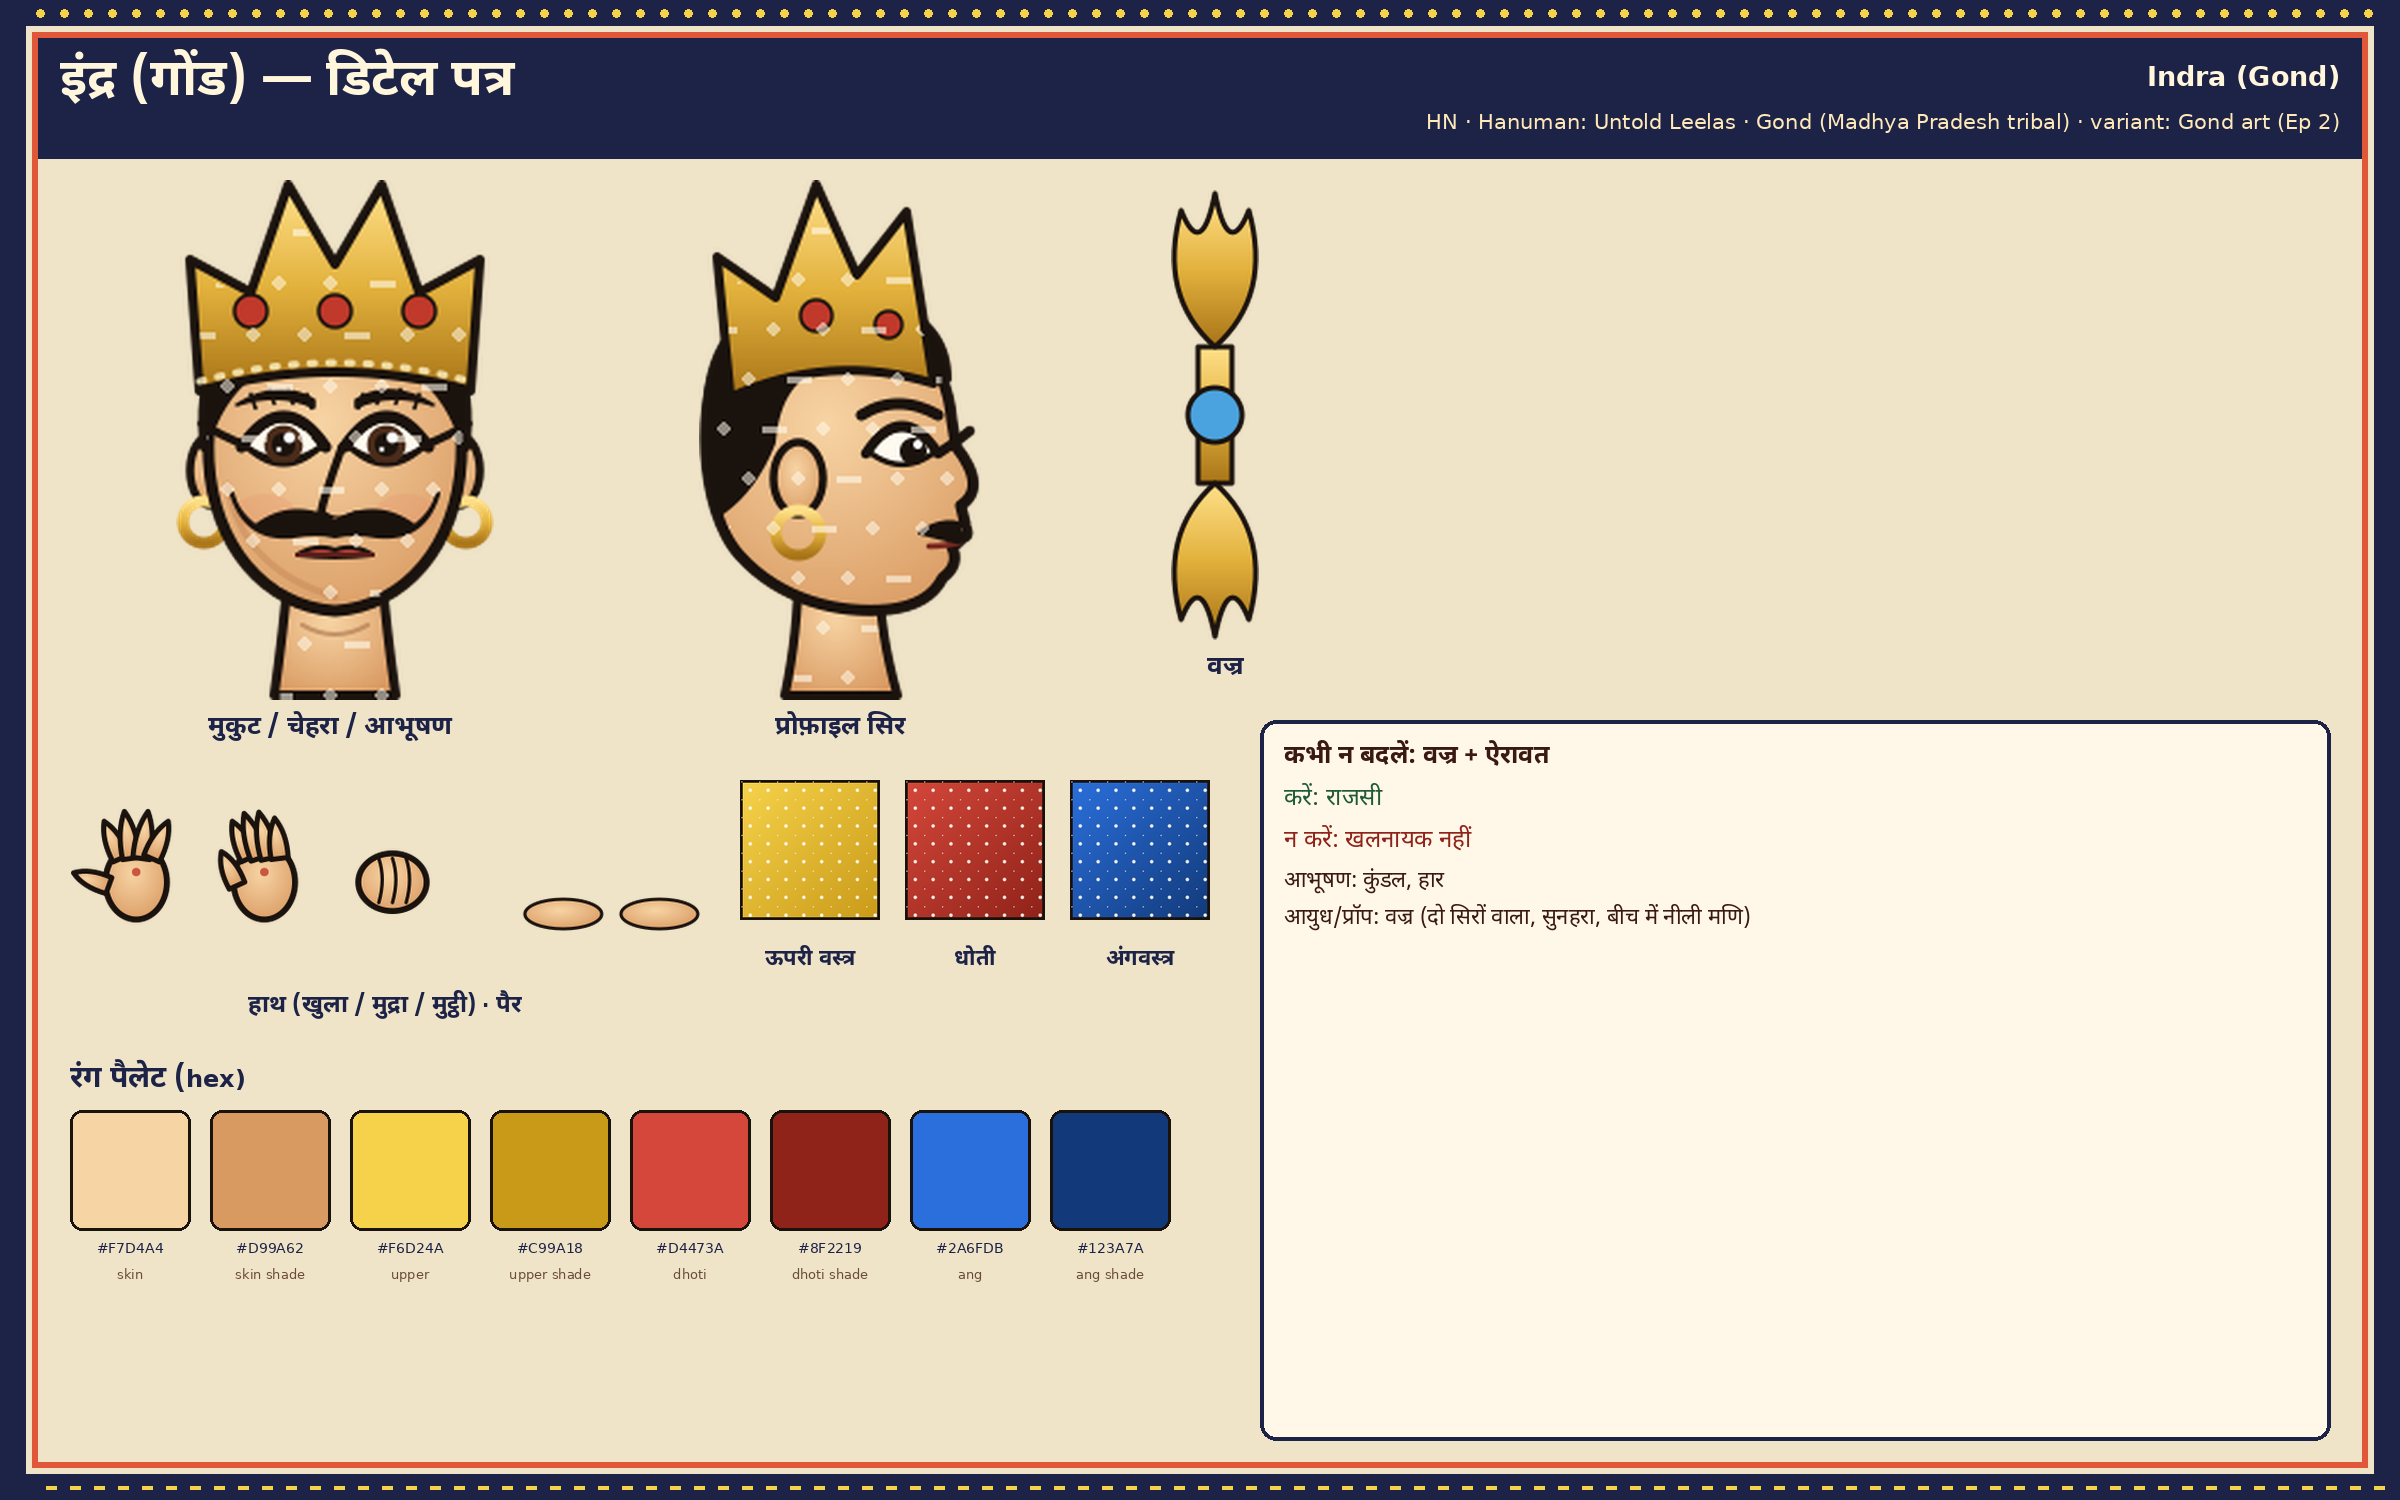 इंद्र (गोंड) — डिटेल पत्र
Indra (Gond)
HN · Hanuman: Untold Leelas · Gond (Madhya Pradesh tribal) · variant: Gond art (Ep 2)
वज्र
मुकुट / चेहरा / आभूषण
प्रोफ़ाइल सिर
कभी न बदलें: वज्र + ऐरावत
करें: राजसी
न करें: खलनायक नहीं
आभूषण: कुंडल, हार
आयुध/प्रॉप: वज्र (दो सिरों वाला, सुनहरा, बीच में नीली मणि)
ऊपरी वस्त्र
धोती
अंगवस्त्र
हाथ (खुला / मुद्रा / मुट्ठी) · पैर
रंग पैलेट (hex)
#F7D4A4 #D99A62 #F6D24A #C99A18 #D4473A #8F2219 #2A6FDB #123A7A
skin skin shade upper upper shade dhoti dhoti shade ang ang shade